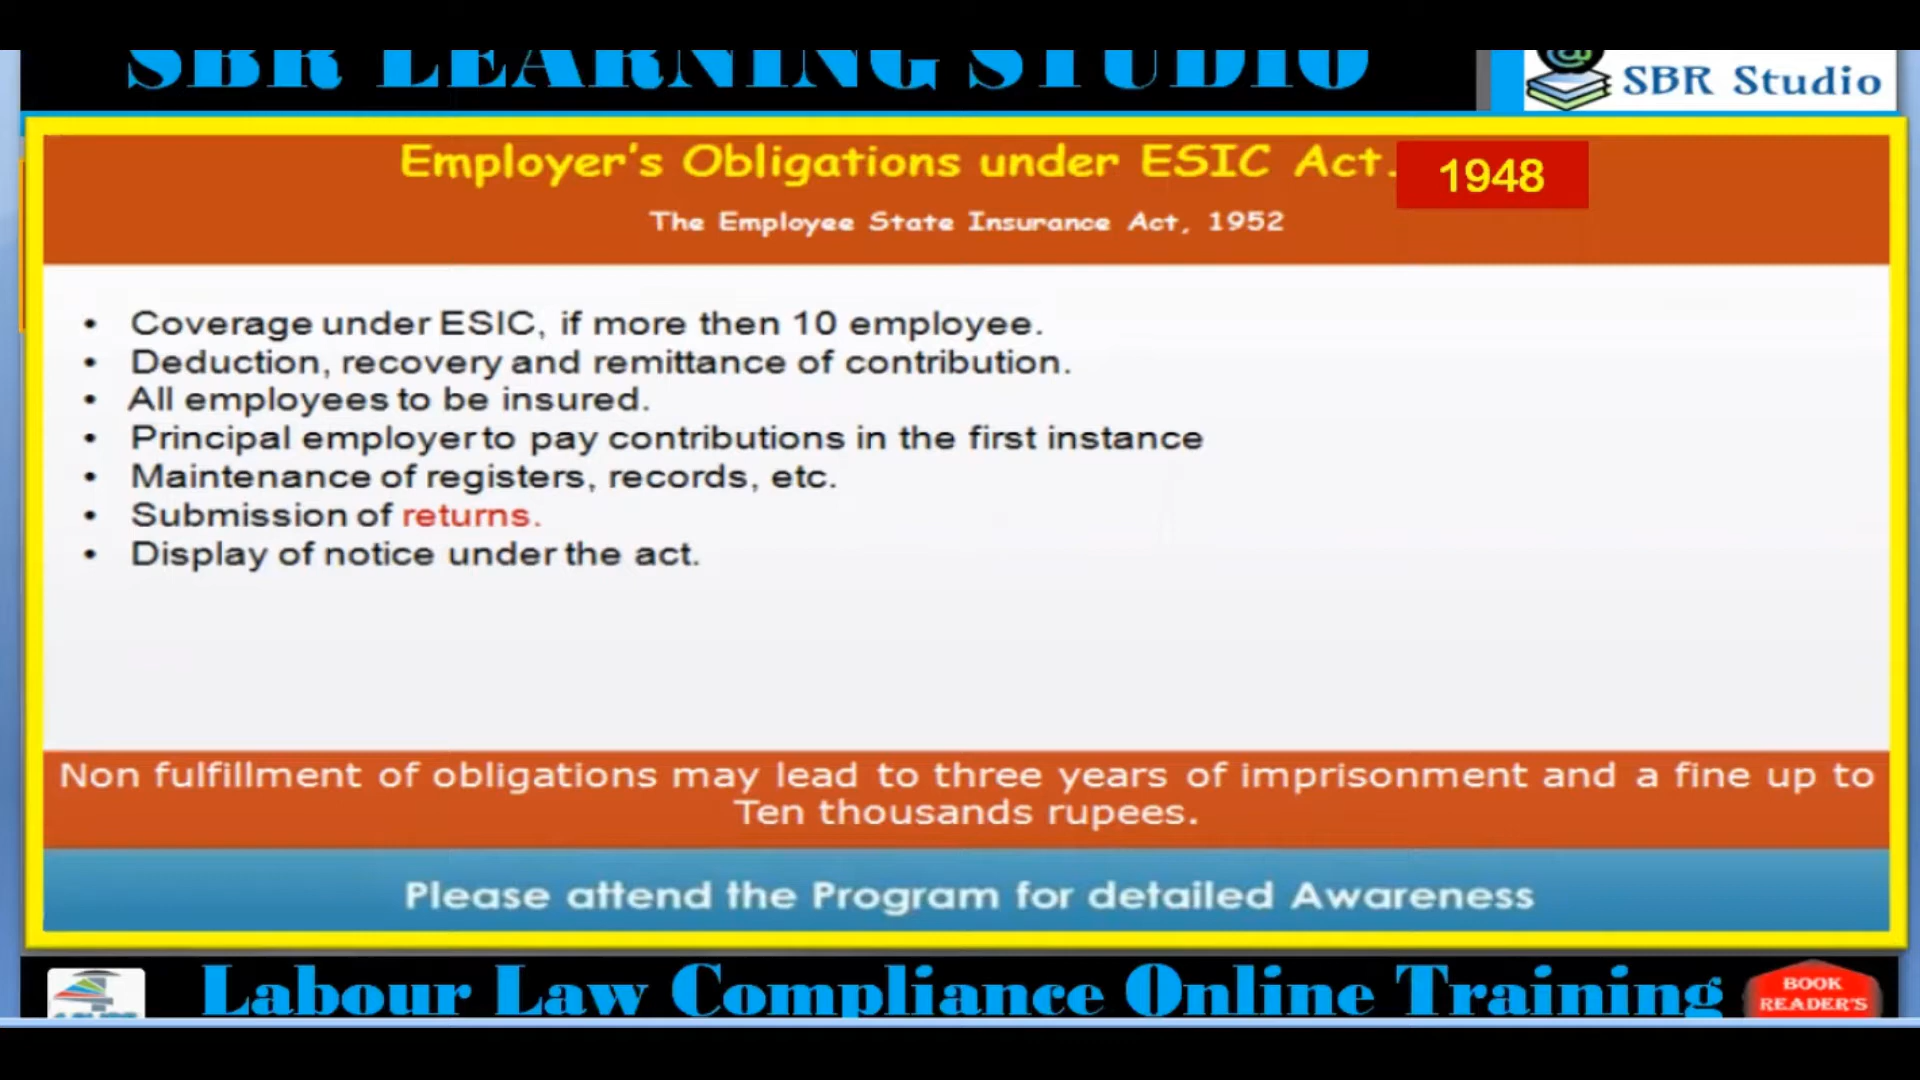 SBR LEARNING STUDIO
SBR Studio
Employer's Obligations under ESIC Act.
1948
The Employee State Insurance Act, 1952
• Coverage under ESIC, if more then 10 employee.
• Deduction, recovery and remittance of contribution.
• All employees to be insured.
• Principal employer to pay contributions in the first instance
• Maintenance of registers, records, etc.
• Submission of returns.
• Display of notice under the act.
Non fulfillment of obligations may lead to three years of imprisonment and a fine up to
Ten thousands rupees.
Please attend the Program for detailed Awareness
Labour Law Compliance Online Training
BOOK
READER'S